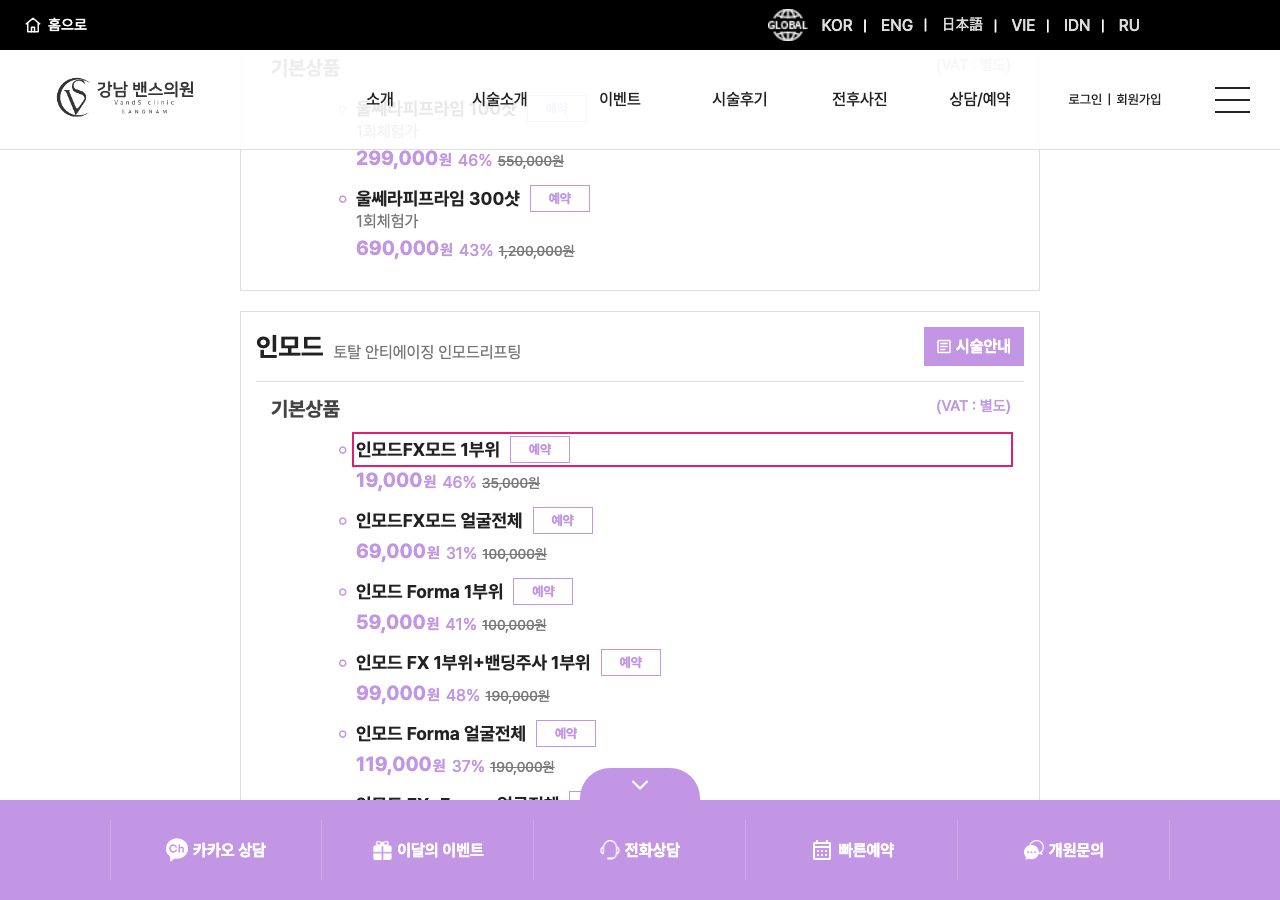 홈으로
GLOBAL KOR | ENG | 日本語 | VIE | IDN | RU
강남 밴스의원
VandS clinic
GANGNAM
소개 시술소개 이벤트 시술후기 전후사진 상담/예약 로그인 | 회원가입
기본상품 (VAT : 별도)
울쎄라피프라임 100샷 예약
1회체험가
299,000원 46% 550,000원
울쎄라피프라임 300샷 예약
1회체험가
690,000원 43% 1,200,000원
인모드 토탈 안티에이징 인모드리프팅 시술안내
기본상품 (VAT : 별도)
인모드FX모드 1부위 예약
19,000원 46% 35,000원
인모드FX모드 얼굴전체 예약
69,000원 31% 100,000원
인모드 Forma 1부위 예약
59,000원 41% 100,000원
인모드 FX 1부위+밴딩주사 1부위 예약
99,000원 48% 190,000원
인모드 Forma 얼굴전체 예약
119,000원 37% 190,000원
Ch 카카오 상담 이달의 이벤트 전화상담 빠른예약 개원문의